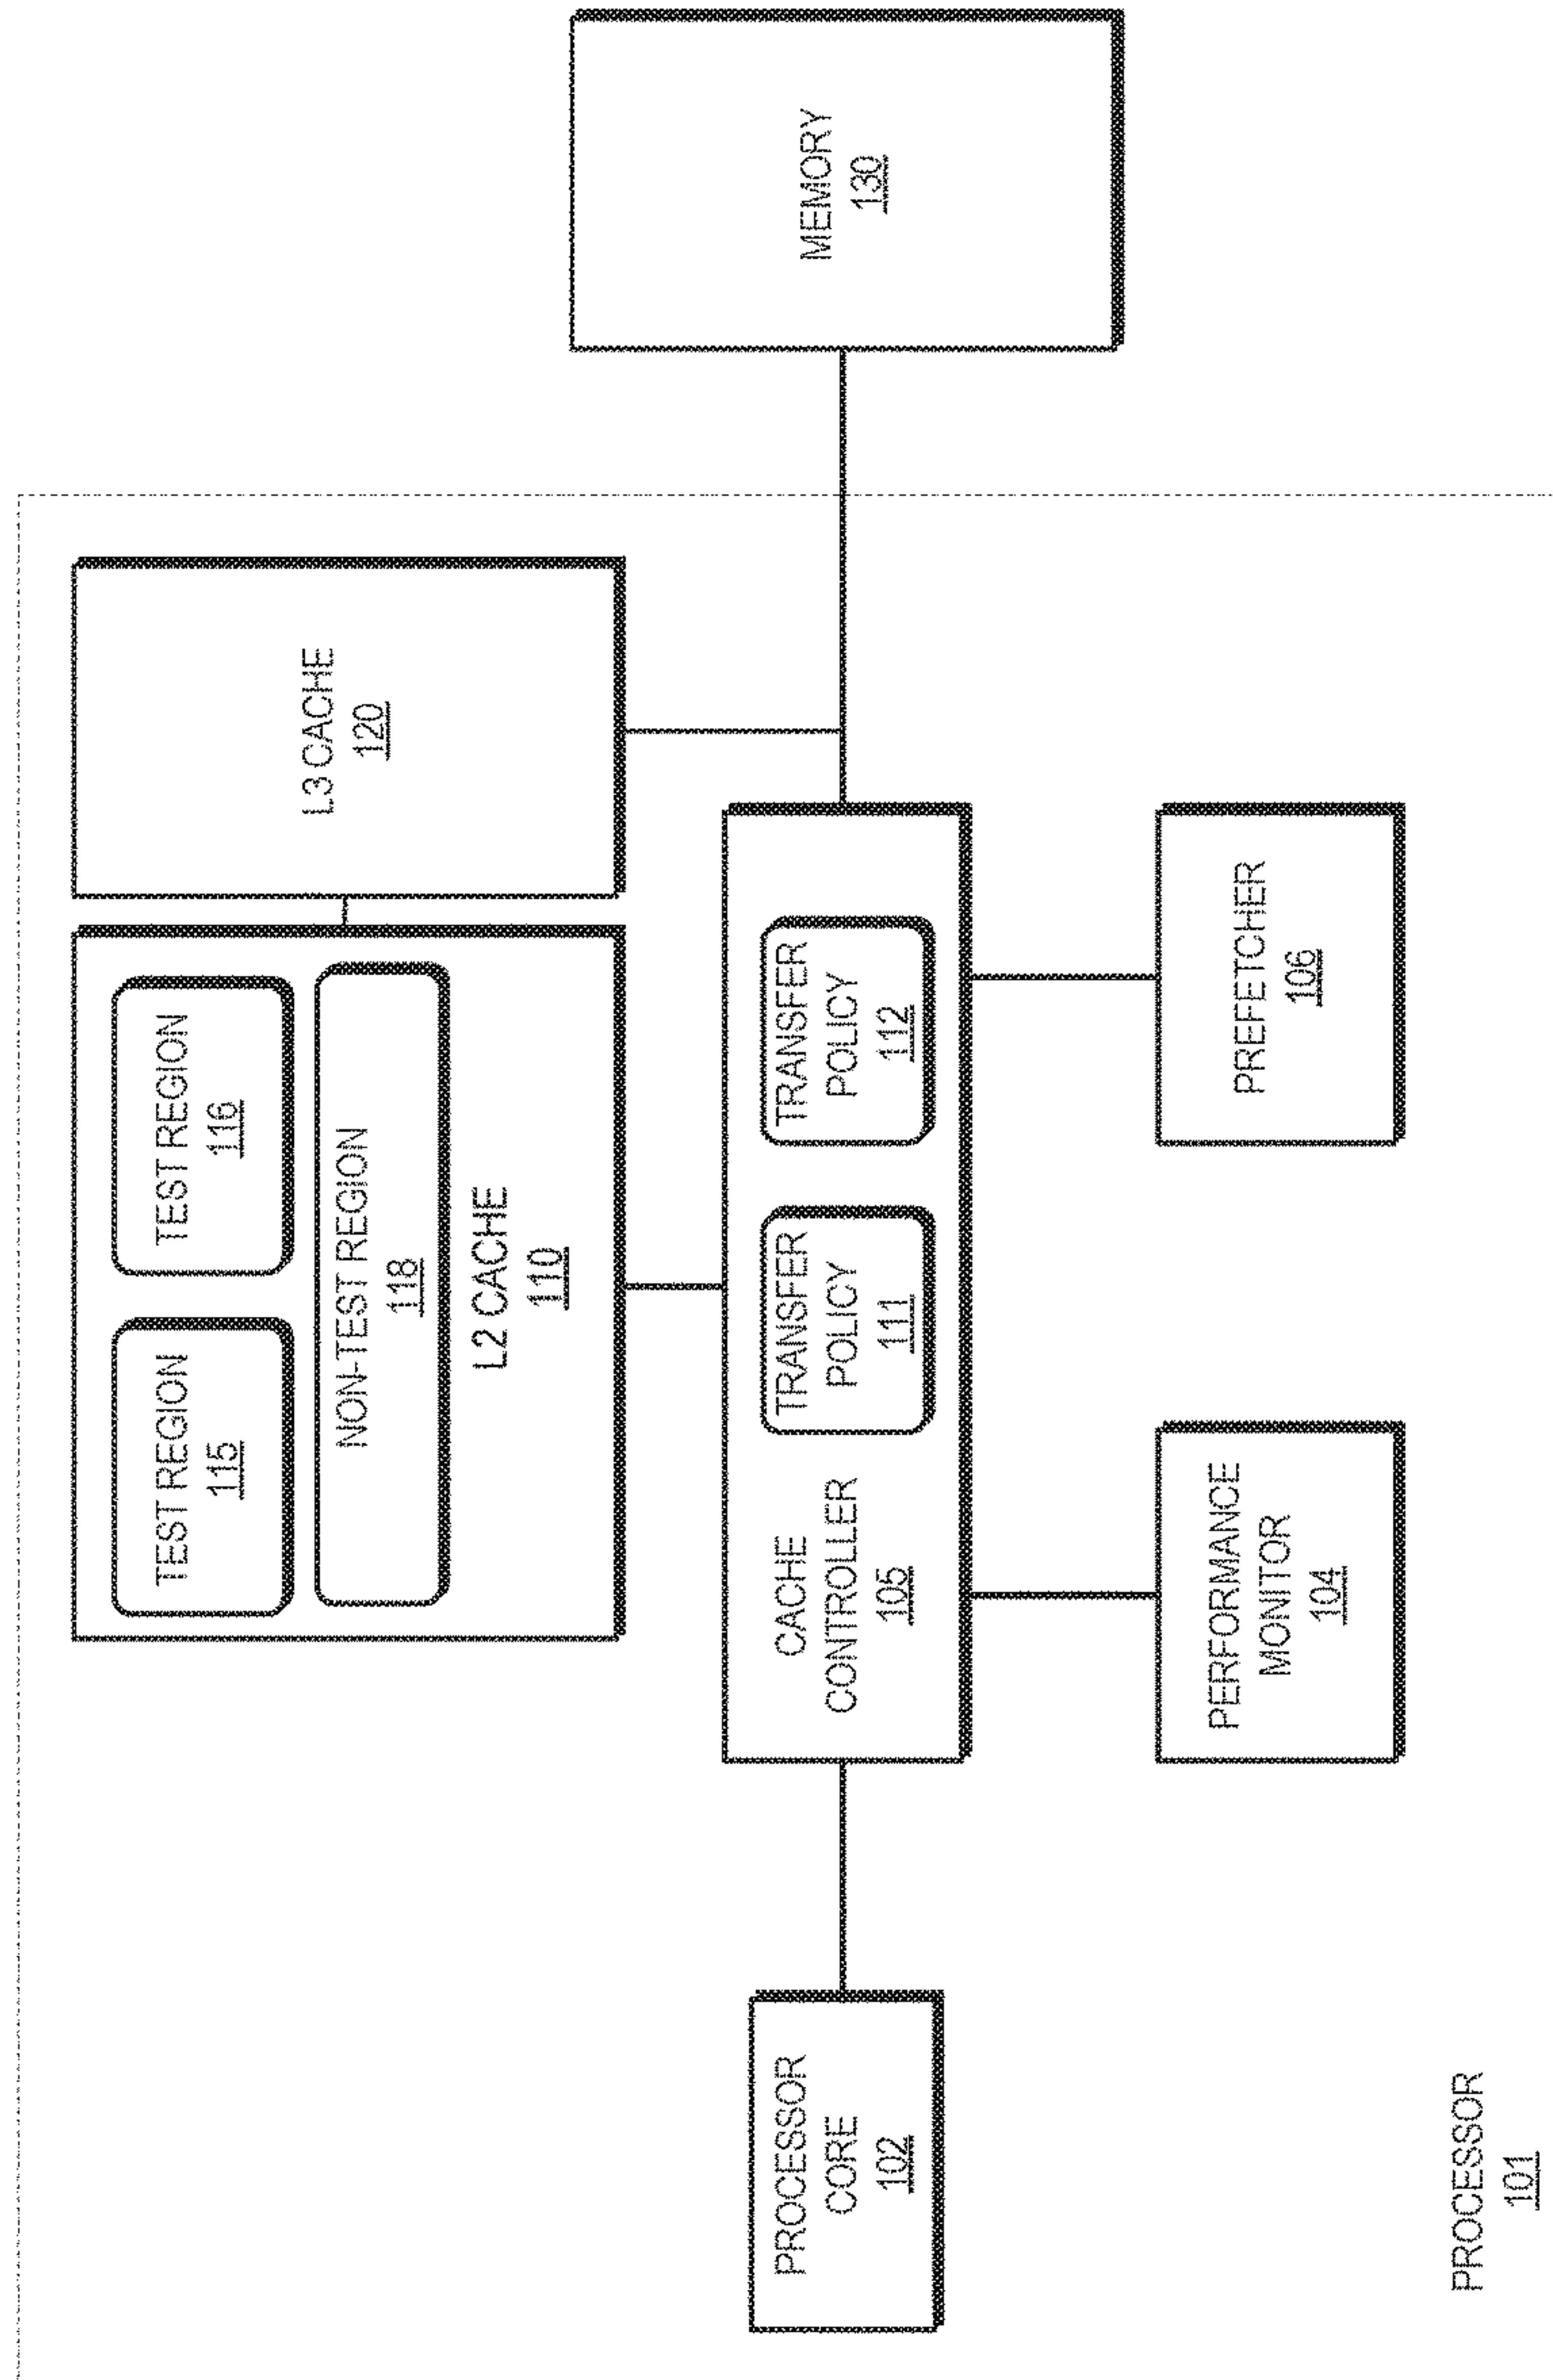 TEST REGION
115
TEST REGION
116
NON-TEST REGION
118
L2 CACHE
110
L3 CACHE
120
PROCESSOR
CORE
102
CACHE
CONTROLLER
105
TRANSFER
POLICY
111
TRANSFER
POLICY
112
MEMORY
130
PERFORMANCE
MONITOR
104
PREFETCHER
106
PROCESSOR
101